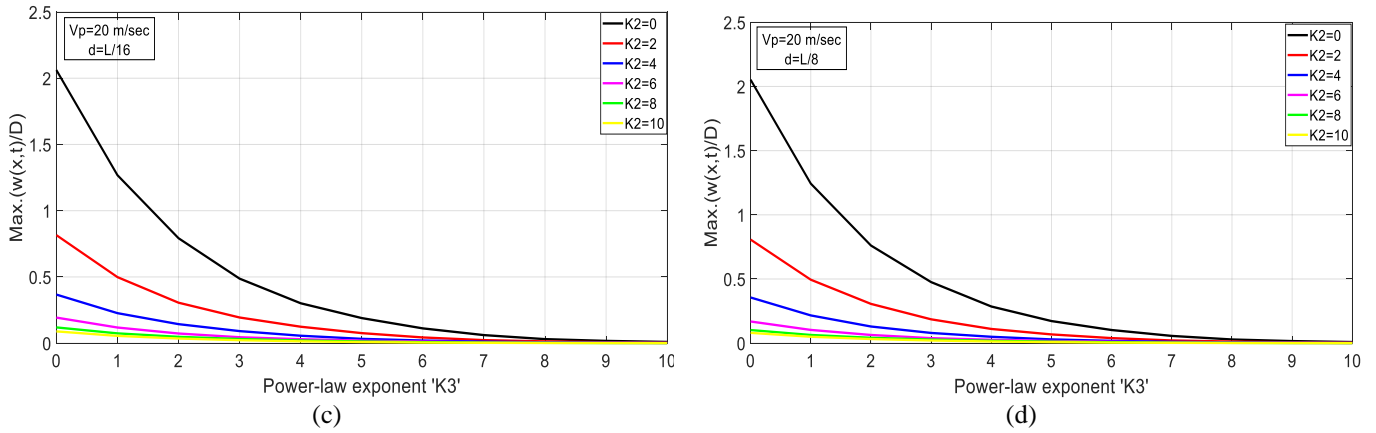 Vp=20 m/sec
d=L/16
K2=0
K2=2
K2=4
K2=6
K2=8
K2=10
2.5
2
1.5
1
0.5
0
Max.(w(x,t)/D)
0 1 2 3 4 5 6 7 8 9 10
Power-law exponent 'K3'
(c)
Vp=20 m/sec
d=L/8
K2=0
K2=2
K2=4
K2=6
K2=8
K2=10
2.5
2
1.5
1
0.5
0
Max.(w(x,t)/D)
0 1 2 3 4 5 6 7 8 9 10
Power-law exponent 'K3'
(d)